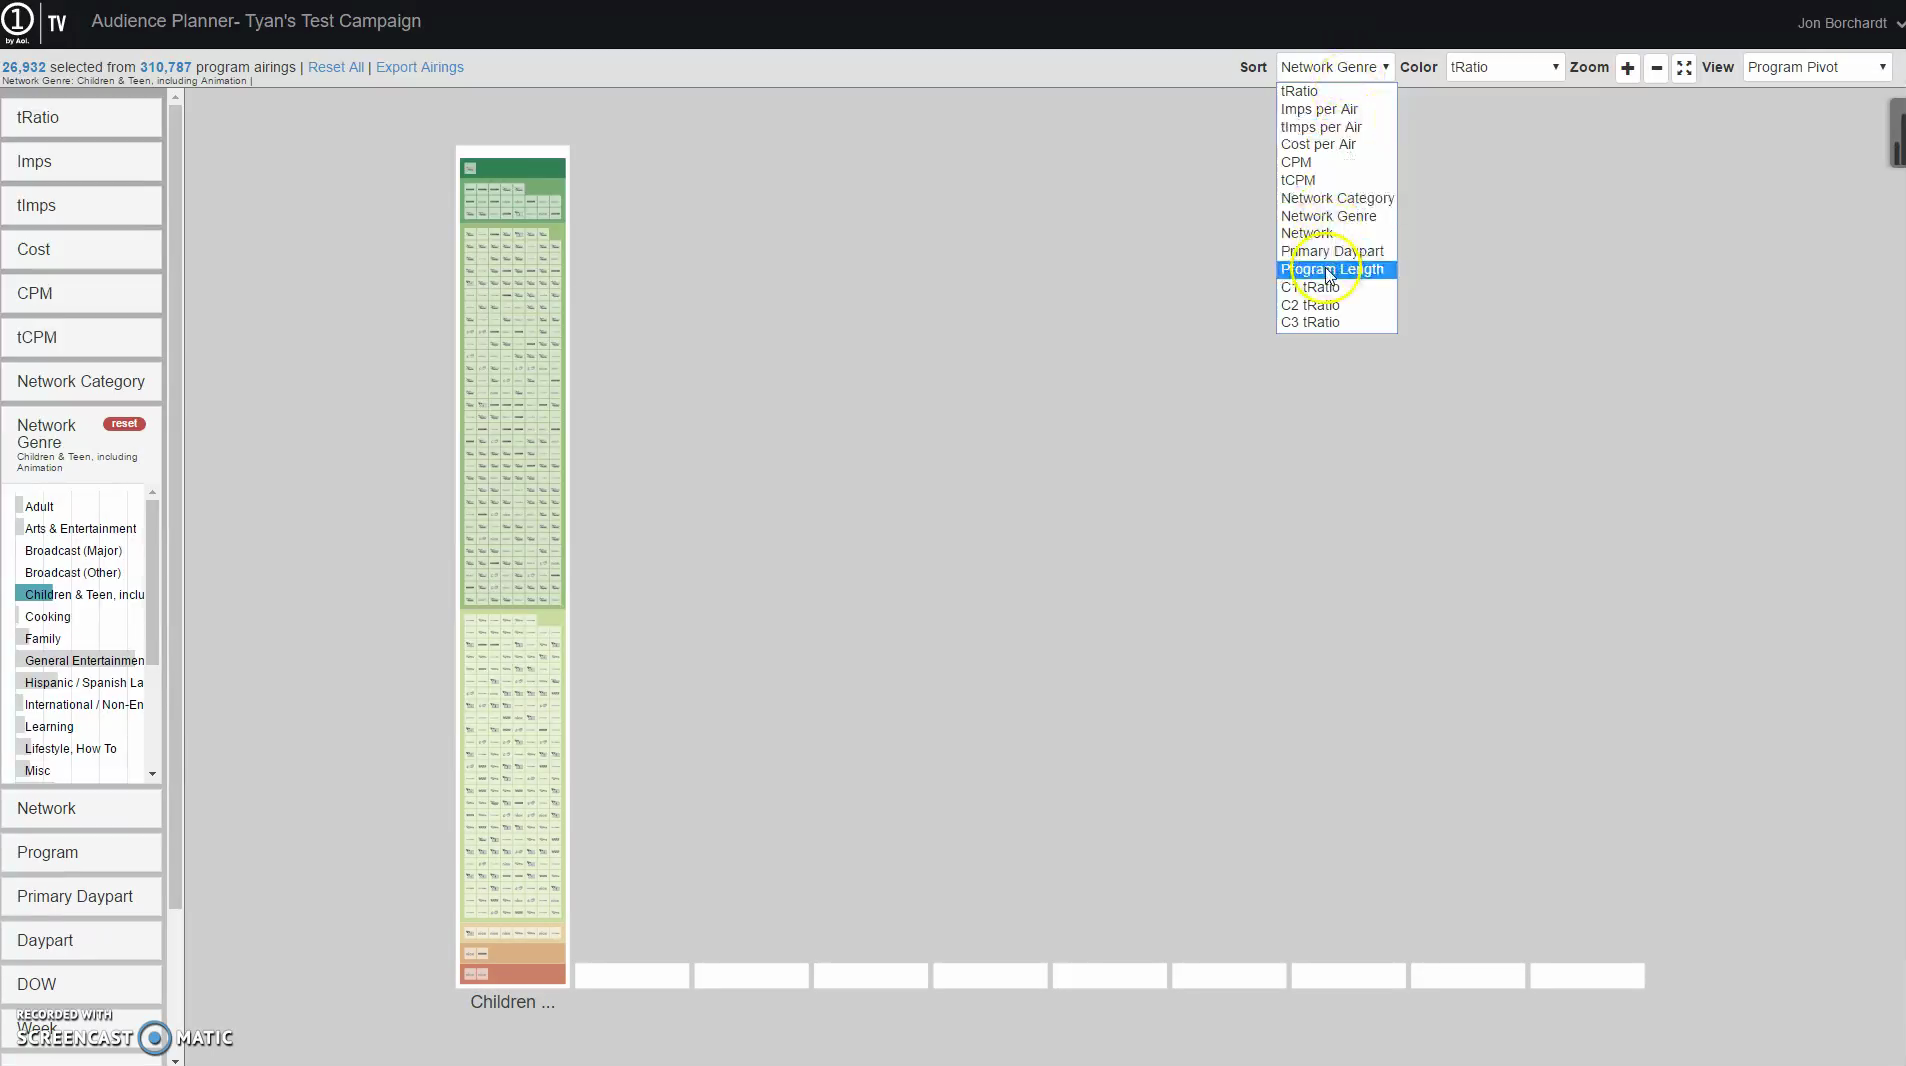 1 TV
by Aol.
Audience Planner- Tyan's Test Campaign
Jon Borchardt
26,932 selected from 310,787 program airings | Reset All | Export Airings
Network Genre: Children & Teen, including Animation |
Sort Network Genre Color tRatio Zoom View Program Pivot
tRatio
Imps per Air
tImps per Air
Cost per Air
CPM
tCPM
Network Category
Network Genre
Network
Primary Daypart
Program Length
C1 tRatio
C2 tRatio
C3 tRatio
tRatio
Imps
tImps
Cost
CPM
tCPM
Network Category
Network Genre
reset
Children & Teen, including
Animation
Adult
Arts & Entertainment
Broadcast (Major)
Broadcast (Other)
Children & Teen, inclu
Cooking
Family
General Entertainmen
Hispanic / Spanish La
International / Non-En
Learning
Lifestyle, How To
Misc
Network
Program
Primary Daypart
Daypart
DOW
Week
Children ...
RECORDED WITH
SCREENCAST MATIC